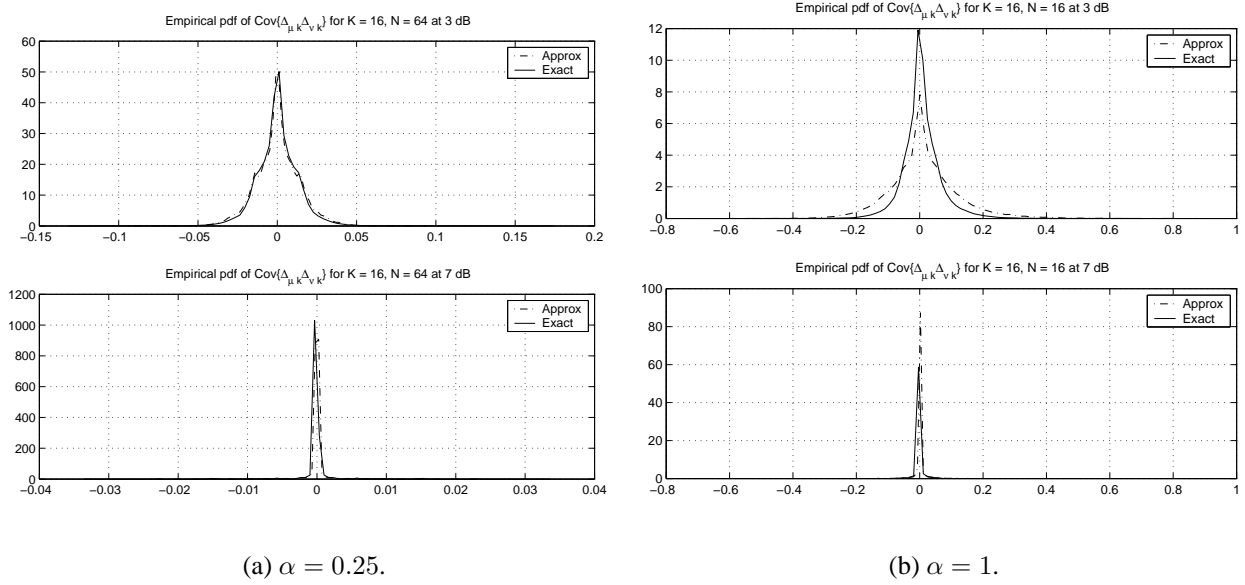 Empirical pdf of Cov{Δμ k Δν k} for K = 16, N = 64 at 3 dB
60
50
40
30
20
10
0
−0.15 −0.1 −0.05 0 0.05 0.1 0.15 0.2
Approx
Exact
Empirical pdf of Cov{Δμ k Δν k} for K = 16, N = 64 at 7 dB
1200
1000
800
600
400
200
0
−0.04 −0.03 −0.02 −0.01 0 0.01 0.02 0.03 0.04
Approx
Exact
(a) α = 0.25.
Empirical pdf of Cov{Δμ k Δν k} for K = 16, N = 16 at 3 dB
12
10
8
6
4
2
0
−0.8 −0.6 −0.4 −0.2 0 0.2 0.4 0.6 0.8 1
Approx
Exact
Empirical pdf of Cov{Δμ k Δν k} for K = 16, N = 16 at 7 dB
100
80
60
40
20
0
−0.8 −0.6 −0.4 −0.2 0 0.2 0.4 0.6 0.8 1
Approx
Exact
(b) α = 1.